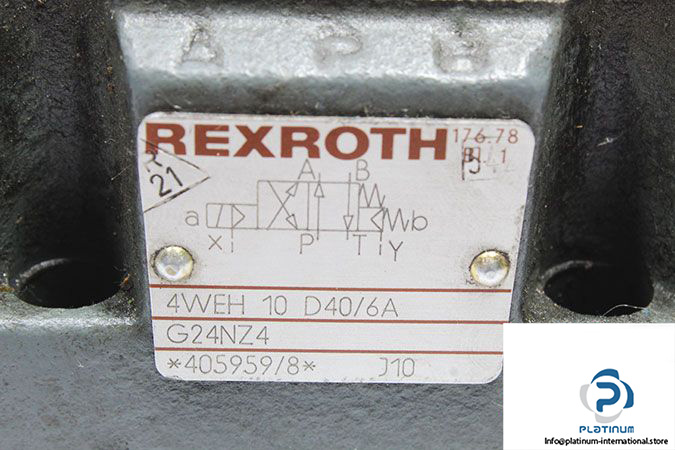 A P B
REXROTH
176.78
21
A B
a b
X P T Y
4WEH 10 D40/6A
G24NZ4
*405959/8* J10
PLATINUM
Info@platinum-international.store